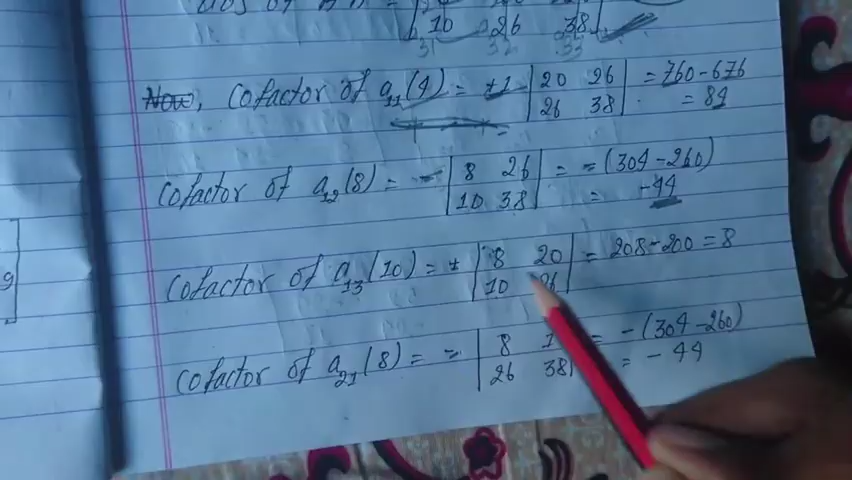 10 26 38
31 32 33
Now, Cofactor of a11(4) = +1 |20 26| = 760-676
|26 38| = 84
Cofactor of a12(8) = - |8 26| = -(304-260)
|10 38| = -44
Cofactor of a13(10) = + |8 20| = 208-200 = 8
|10 26|
9
Cofactor of a21(8) = - |8 1 = -(304-260)
|26 38| = -44